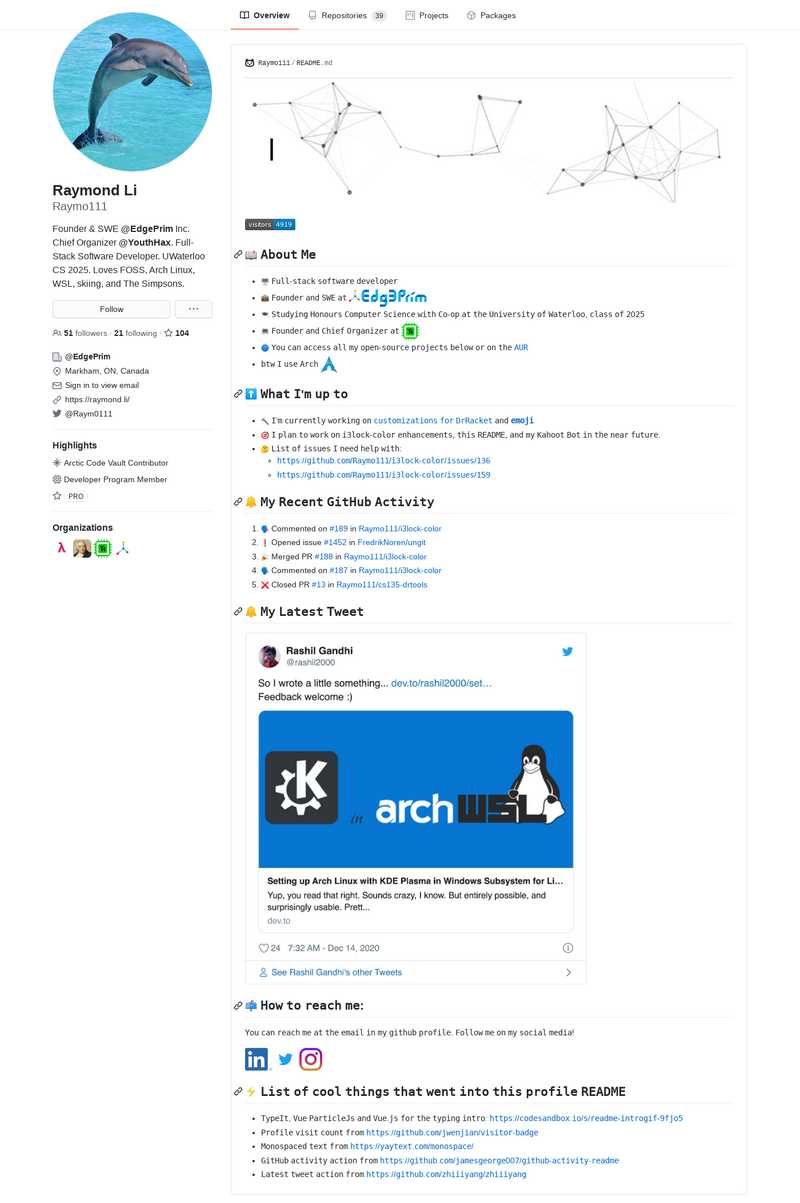 Overview
Repositories 39
Projects
Packages
Raymond Li
Raymo111
Founder & SWE @EdgePrim Inc.
Chief Organizer @YouthHax. Full-
Stack Software Developer. UWaterloo
CS 2025. Loves FOSS, Arch Linux,
WSL, skiing, and The Simpsons.
Follow
...
51 followers · 21 following · 104
@EdgePrim
Markham, ON, Canada
Sign in to view email
https://raymond.li/
@Raym0111
Highlights
Arctic Code Vault Contributor
Developer Program Member
PRO
Organizations
λ
Raymo111 / README.md
visitors 4919
About Me
Full-stack software developer
Founder and SWE at Edg3Prim
Studying Honours Computer Science with Co-op at the University of Waterloo, class of 2025
Founder and Chief Organizer at
You can access all my open-source projects below or on the AUR
btw I use Arch
What I'm up to
I'm currently working on customizations for DrRacket and emoji
I plan to work on i3lock-color enhancements, this README, and my Kahoot Bot in the near future.
List of issues I need help with:
https://github.com/Raymo111/i3lock-color/issues/136
https://github.com/Raymo111/i3lock-color/issues/159
My Recent GitHub Activity
1. Commented on #189 in Raymo111/i3lock-color
2. Opened issue #1452 in FredrikNoren/ungit
3. Merged PR #188 in Raymo111/i3lock-color
4. Commented on #187 in Raymo111/i3lock-color
5. Closed PR #13 in Raymo111/cs135-drtools
My Latest Tweet
Rashil Gandhi
@rashil2000
So I wrote a little something... dev.to/rashil2000/set…
Feedback welcome :)
K in arch WSL
Setting up Arch Linux with KDE Plasma in Windows Subsystem for Li...
Yup, you read that right. Sounds crazy, I know. But entirely possible, and
surprisingly usable. Prett...
dev.to
24 7:32 AM - Dec 14, 2020
See Rashil Gandhi's other Tweets
How to reach me:
You can reach me at the email in my github profile. Follow me on my social media!
in
List of cool things that went into this profile README
TypeIt, Vue ParticleJs and Vue.js for the typing intro: https://codesandbox.io/s/readme-introgif-9fjo5
Profile visit count from https://github.com/jwenjian/visitor-badge
Monospaced text from https://yaytext.com/monospace/
GitHub activity action from https://github.com/jamesgeorge007/github-activity-readme
Latest tweet action from https://github.com/zhiiiyang/zhiiiyang